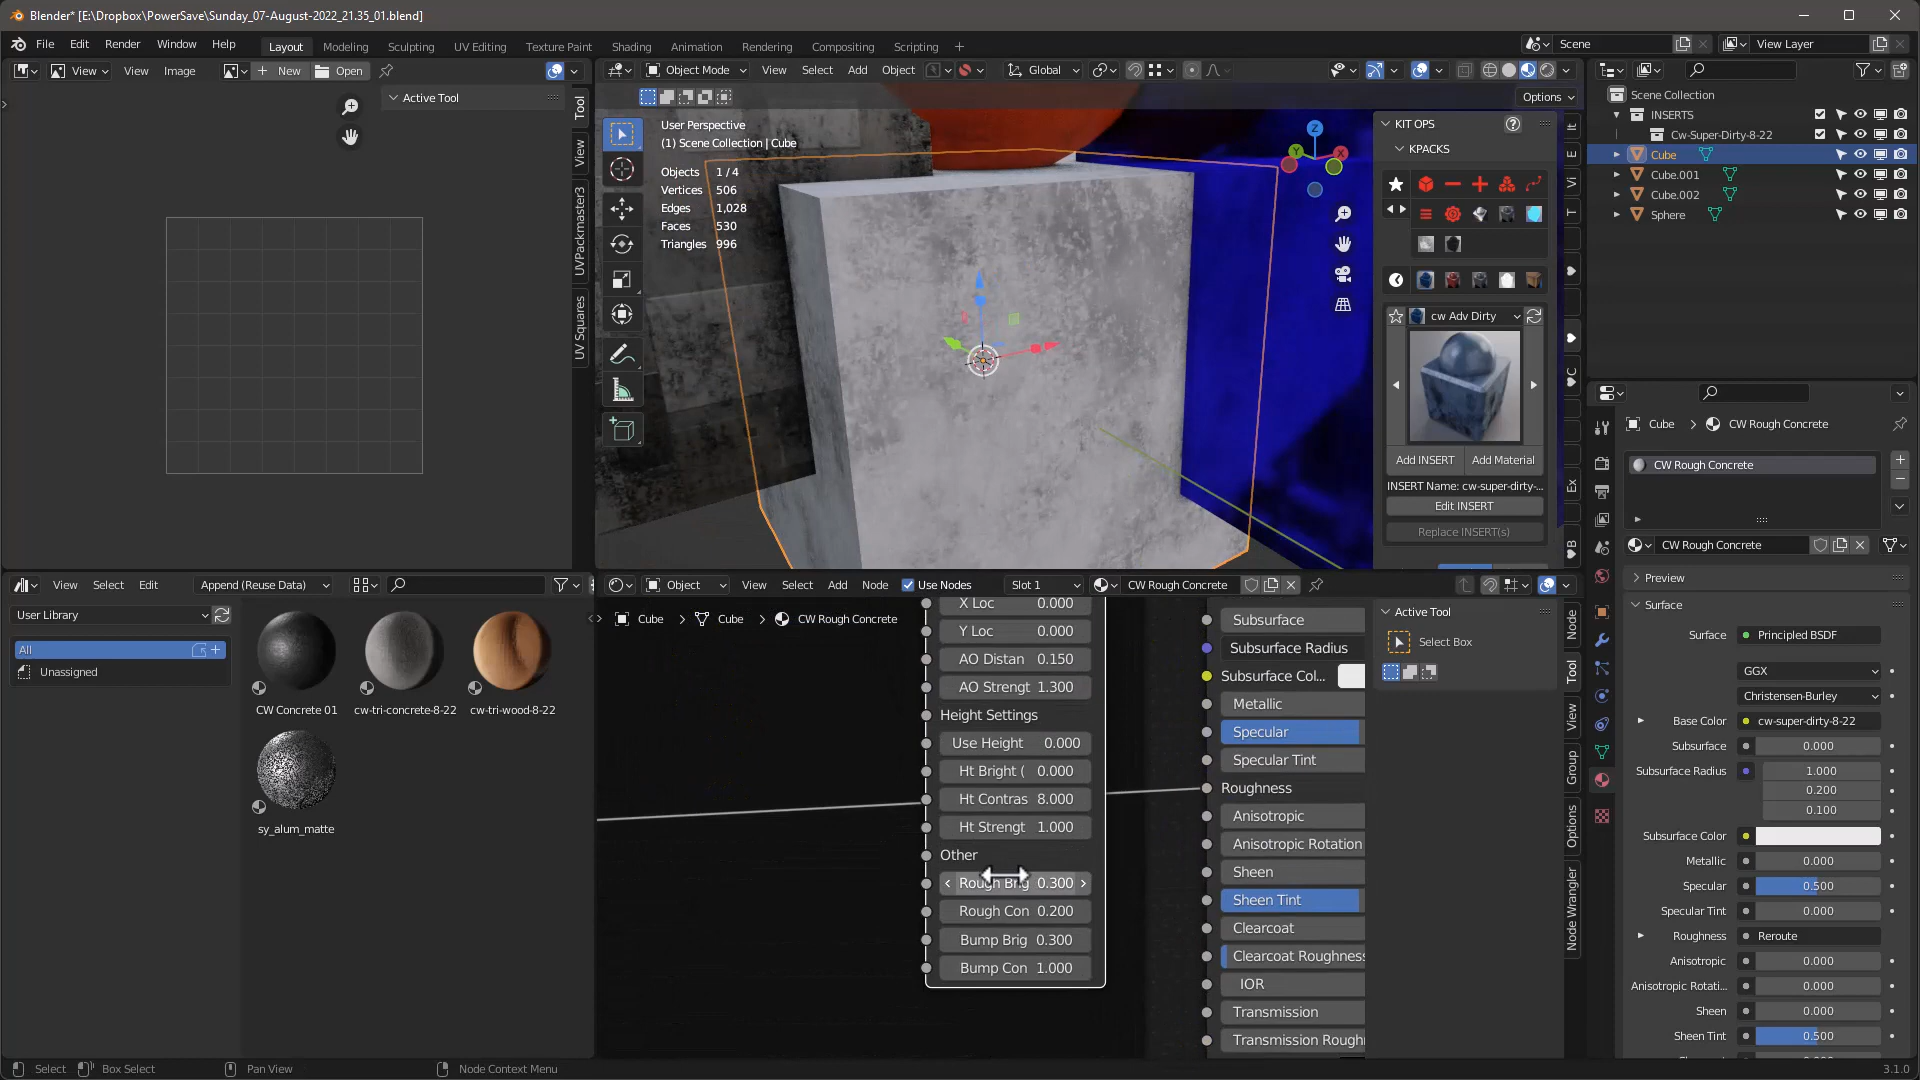 Blender* [E:\Dropbox\PowerSave\Sunday_07-August-2022_21.35_01.blend]
File Edit Render Window Help
Layout Modeling Sculpting UV Editing Texture Paint Shading Animation Rendering Compositing Scripting
Scene
View Layer
View View Image New Open
Active Tool
Tool
View
UVPackmaster3
UV Squares
Object Mode View Select Add Object Global
Options
User Perspective
(1) Scene Collection | Cube
Objects 1 / 4
Vertices 506
Edges 1,028
Faces 530
Triangles 996
KIT OPS
KPACKS
cw Adv Dirty
Add INSERT Add Material
INSERT Name: cw-super-dirty-...
Edit INSERT
Replace INSERT(s)
It
E
Vi
T
C
Ex
B
Scene Collection
INSERTS
Cw-Super-Dirty-8-22
Cube
Cube.001
Cube.002
Sphere
Cube CW Rough Concrete
CW Rough Concrete
CW Rough Concrete
Preview
Surface
Surface Principled BSDF
GGX
Christensen-Burley
Base Color cw-super-dirty-8-22
Subsurface 0.000
Subsurface Radius 1.000
0.200
0.100
Subsurface Color
Metallic 0.000
Specular 0.500
Specular Tint 0.000
Roughness Reroute
Anisotropic 0.000
Anisotropic Rotati... 0.000
Sheen 0.000
Sheen Tint 0.500
View Select Edit Append (Reuse Data)
User Library
All
Unassigned
CW Concrete 01
cw-tri-concrete-8-22
cw-tri-wood-8-22
sy_alum_matte
Object View Select Add Node Use Nodes Slot 1 CW Rough Concrete
Cube Cube CW Rough Concrete
X Loc 0.000
Y Loc 0.000
AO Distan 0.150
AO Strengt 1.300
Height Settings
Use Height 0.000
Ht Bright ( 0.000
Ht Contras 8.000
Ht Strengt 1.000
Other
Rough Brig 0.300
Rough Con 0.200
Bump Brig 0.300
Bump Con 1.000
Subsurface
Subsurface Radius
Subsurface Col...
Metallic
Specular
Specular Tint
Roughness
Anisotropic
Anisotropic Rotation
Sheen
Sheen Tint
Clearcoat
Clearcoat Roughness
IOR
Transmission
Transmission Rough
Active Tool
Select Box
Node
Tool
View
Group
Options
Node Wrangler
Select Box Select Pan View Node Context Menu
3.1.0